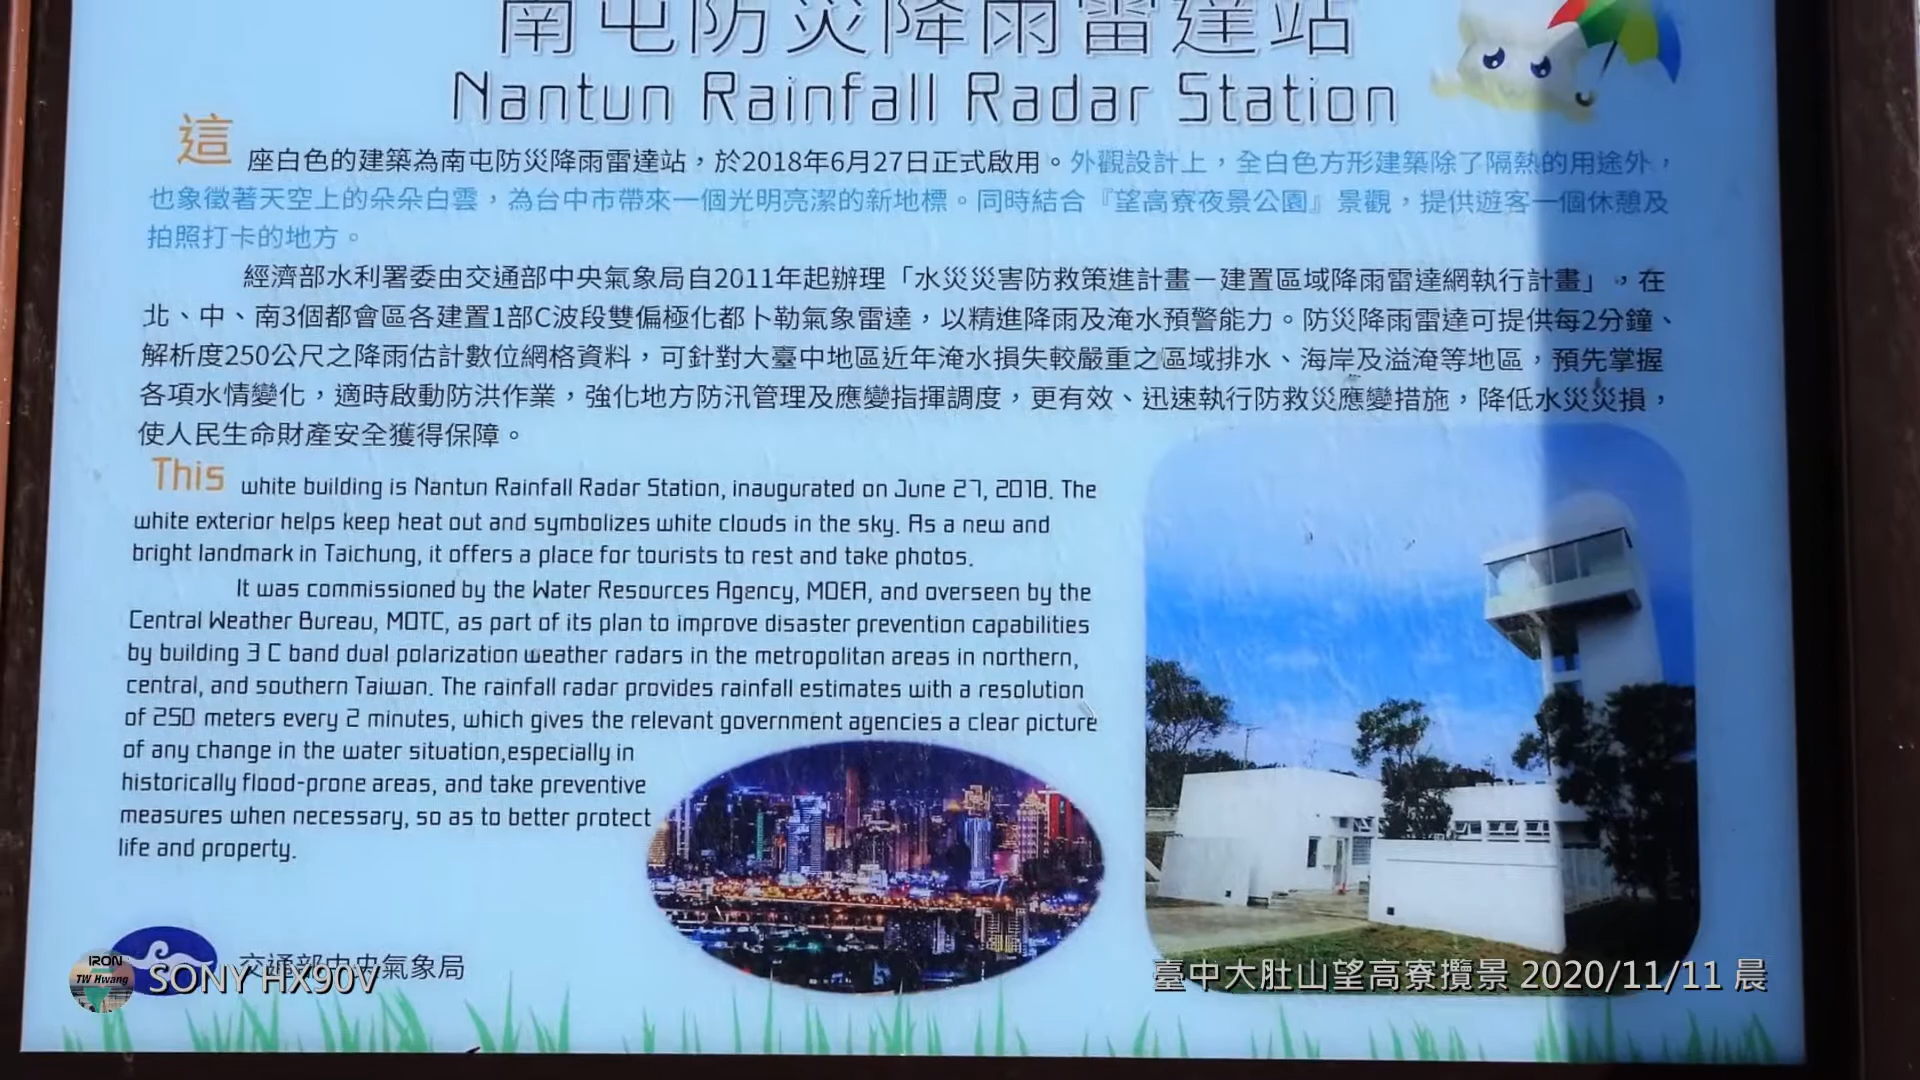 南屯防災降雨雷達站
Nantun Rainfall Radar Station
這座白色的建築為南屯防災降雨雷達站，於2018年6月27日正式啟用。外觀設計上，全白色方形建築除了隔熱的用途外，
也象徵著天空上的朵朵白雲，為台中市帶來一個光明亮潔的新地標。同時結合『望高寮夜景公園』景觀，提供遊客一個休憩及
拍照打卡的地方。
經濟部水利署委由交通部中央氣象局自2011年起辦理「水災災害防救策進計畫－建置區域降雨雷達網執行計畫」，在
北、中、南3個都會區各建置1部C波段雙偏極化都卜勒氣象雷達，以精進降雨及淹水預警能力。防災降雨雷達可提供每2分鐘、
解析度250公尺之降雨估計數位網格資料，可針對大臺中地區近年淹水損失較嚴重之區域排水、海岸及溢淹等地區，預先掌握
各項水情變化，適時啟動防洪作業，強化地方防汛管理及應變指揮調度，更有效、迅速執行防救災應變措施，降低水災災損，
使人民生命財產安全獲得保障。
This white building is Nantun Rainfall Radar Station, inaugurated on June 27, 2018. The
white exterior helps keep heat out and symbolizes white clouds in the sky. As a new and
bright landmark in Taichung, it offers a place for tourists to rest and take photos.
It was commissioned by the Water Resources Agency, MOEA, and overseen by the
Central Weather Bureau, MOTC, as part of its plan to improve disaster prevention capabilities
by building 3 C band dual polarization weather radars in the metropolitan areas in northern,
central, and southern Taiwan. The rainfall radar provides rainfall estimates with a resolution
of 250 meters every 2 minutes, which gives the relevant government agencies a clear picture
of any change in the water situation,especially in
historically flood-prone areas, and take preventive
measures when necessary, so as to better protect
life and property.
交通部中央氣象局
IRON
TW Hwang
SONY HX90V
臺中大肚山望高寮攬景 2020/11/11 晨